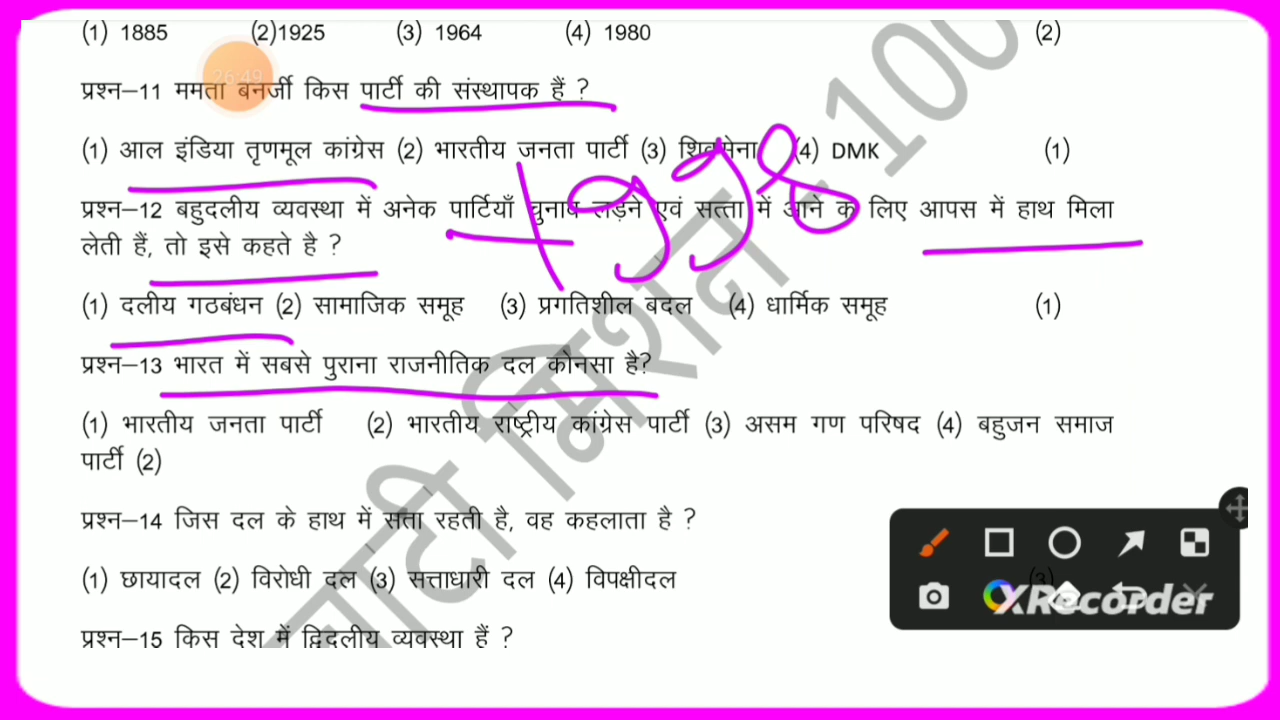 (1) 1885 (2)1925 (3) 1964 (4) 1980 (2)
26:49
प्रश्न–11 ममता बनर्जी किस पार्टी की संस्थापक हैं ?
(1) आल इंडिया तृणमूल कांग्रेस (2) भारतीय जनता पार्टी (3) शिवसेना (4) DMK (1)
1998
प्रश्न–12 बहुदलीय व्यवस्था में अनेक पार्टियाँ चुनाव लड़ने एवं सत्ता में आने के लिए आपस में हाथ मिला
लेती हैं, तो इसे कहते है ?
(1) दलीय गठबंधन (2) सामाजिक समूह (3) प्रगतिशील बदल (4) धार्मिक समूह (1)
प्रश्न–13 भारत में सबसे पुराना राजनीतिक दल कौनसा है?
(1) भारतीय जनता पार्टी (2) भारतीय राष्ट्रीय कांग्रेस पार्टी (3) असम गण परिषद (4) बहुजन समाज
पार्टी (2)
प्रश्न–14 जिस दल के हाथ में सत्ता रहती है, वह कहलाता है ?
(1) छायादल (2) विरोधी दल (3) सत्ताधारी दल (4) विपक्षीदल (3)
प्रश्न–15 किस देश में द्विदलीय व्यवस्था हैं ?
मिशन - 100
XRecorder